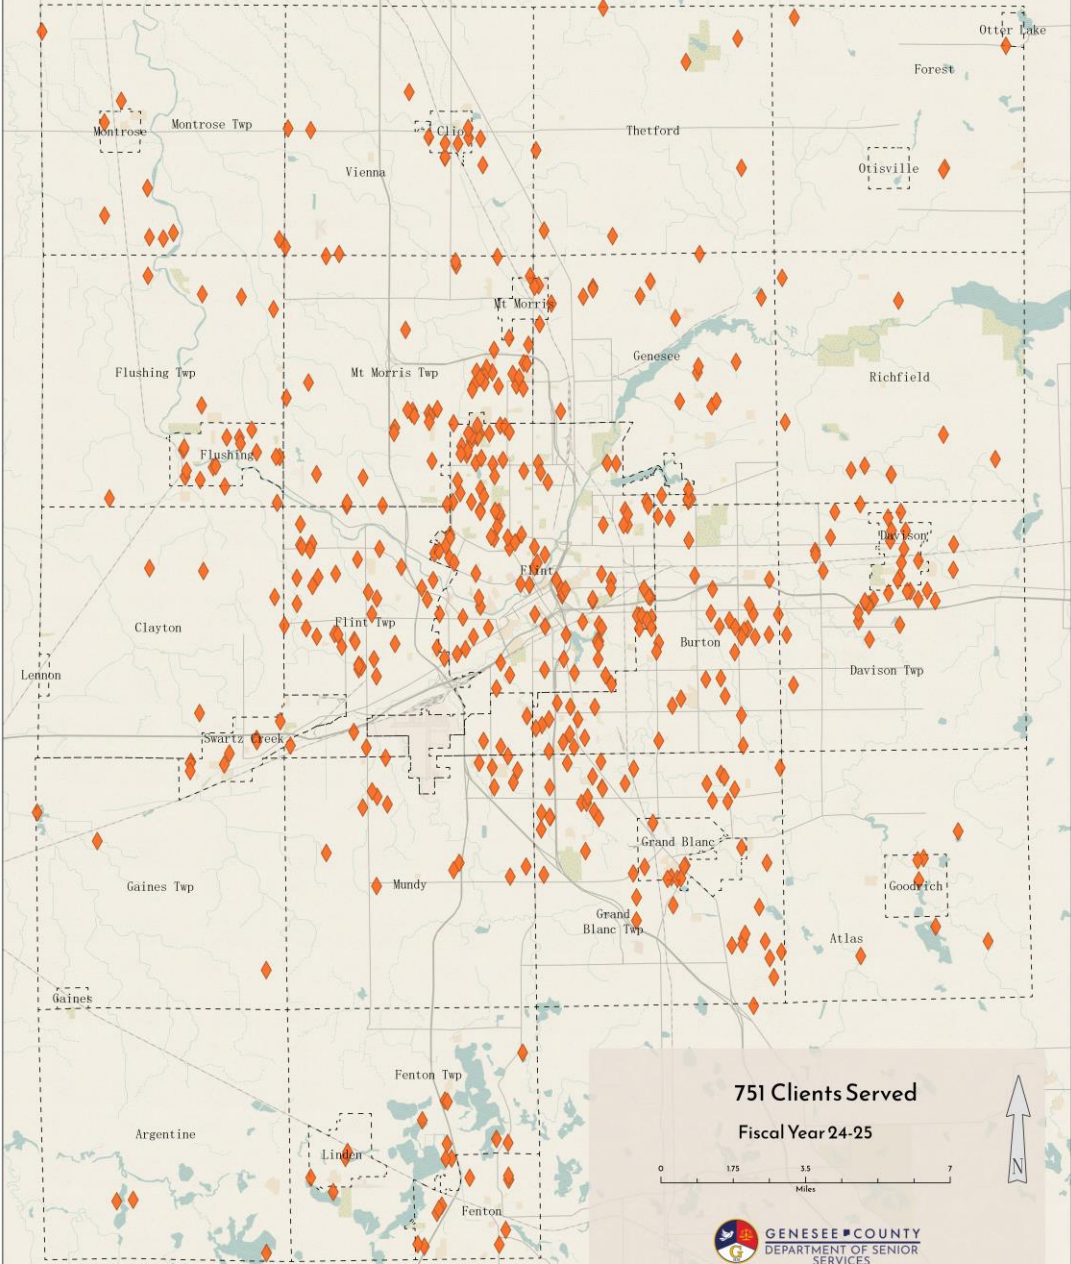 Otter Lake
Forest
Montrose
Montrose Twp
Clio
Thetford
Vienna
Otisville
Mt Morris
Genesee
Flushing Twp
Mt Morris Twp
Richfield
Flushing
Davison
Flint
Clayton
Flint Twp
Burton
Lennon
Davison Twp
Swartz Creek
Grand Blanc
Gaines Twp
Mundy
Goodrich
Grand
Blanc Twp
Atlas
Gaines
Fenton Twp
Argentine
Linden
Fenton
751 Clients Served
Fiscal Year 24-25
0 1.75 3.5 7
Miles
N
G
GENESEE COUNTY
DEPARTMENT OF SENIOR
SERVICES